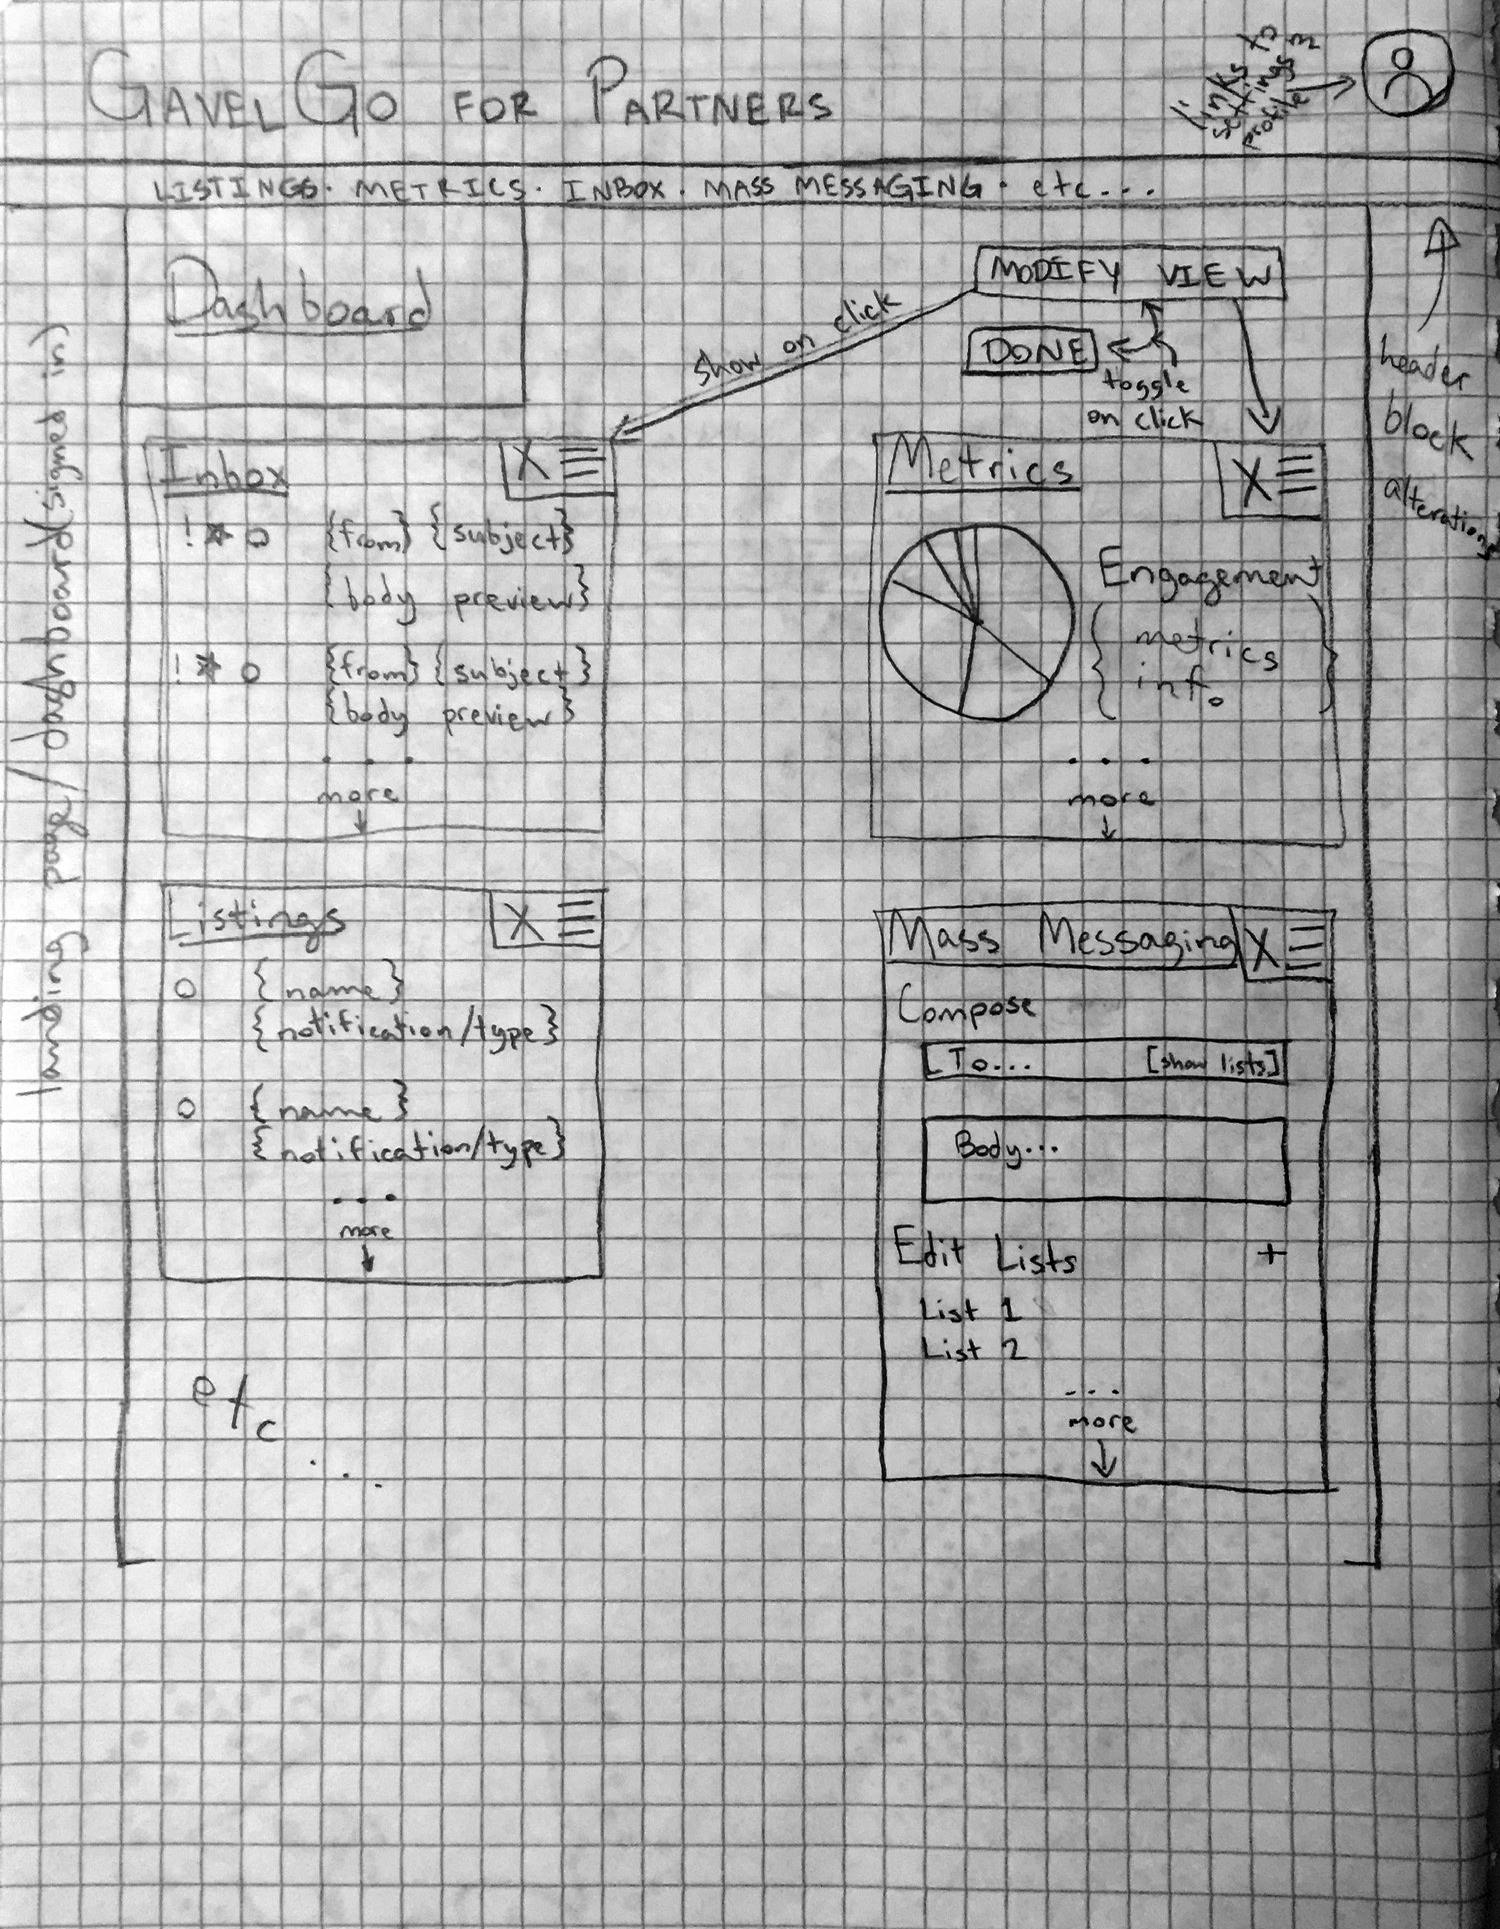 GAVELGO FOR PARTNERS
links to
settings &
profile
LISTINGS · METRICS · INBOX · MASS MESSAGING · etc...
Dashboard
MODIFY VIEW
show on click
DONE
toggle
on click
header
block
alterations
landing page/dashboard (signed in)
Inbox
X
! * o {from} {subject}
{body preview}
! * o {from} {subject}
{body preview}
...
more
Metrics
X
Engagement
{metrics
info}
...
more
Listings
X
o {name}
{notification/type}
o {name}
{notification/type}
...
more
etc
...
Mass Messaging
X
Compose
[To... [show lists]
Body...
Edit Lists +
List 1
List 2
...
more